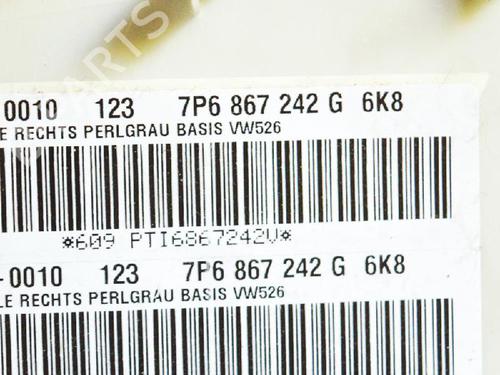 PARTS
0010 123 7P6 867 242 G 6K8
LE RECHTS PERLGRAU BASIS VW526
*609 PTI6867242V*
-0010 123 7P6 867 242 G 6K8
LE RECHTS PERLGRAU BASIS VW526